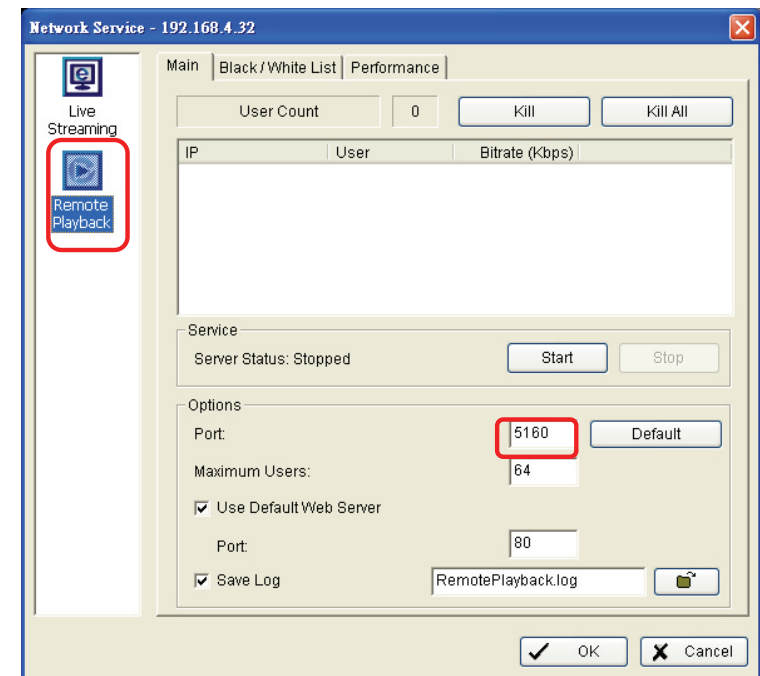 Network Service - 192.168.4.32
Live
Streaming
Remote
Playback
Main Black / White List Performance
User Count 0 Kill Kill All
IP User Bitrate (Kbps)
Service
Server Status: Stopped Start Stop
Options
Port: 5160 Default
Maximum Users: 64
Use Default Web Server
Port: 80
Save Log RemotePlayback.log
OK Cancel